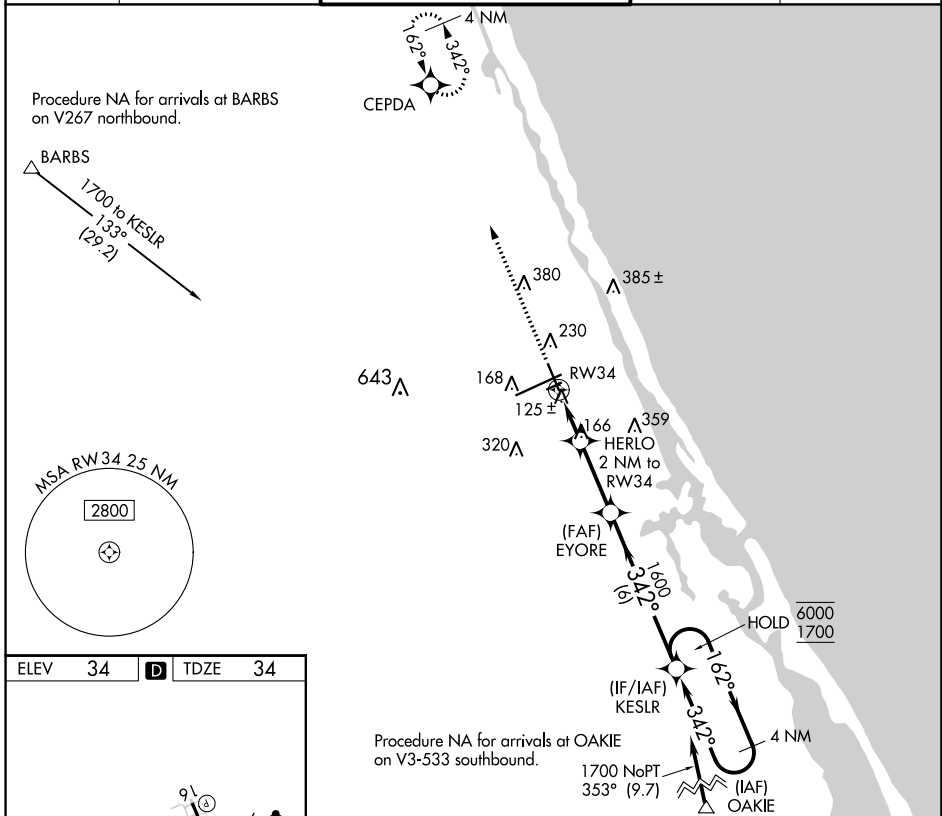 4 NM
162°
342°
CEPDA
Procedure NA for arrivals at BARBS
on V267 northbound.
BARBS
1700 to KESLR
133°
(29.2)
380
385 ±
230
643
168
RW34
125 ±
166
359
320
HERLO
2 NM to
RW34
MSA RW34 25 NM
2800
(FAF)
EYORE
1600
342°
(6)
HOLD
6000
1700
162°
(IF/IAF)
KESLR
342°
4 NM
ELEV 34 D TDZE 34
Procedure NA for arrivals at OAKIE
on V3-533 southbound.
1700 NoPT
353° (9.7)
(IAF)
OAKIE
16
P